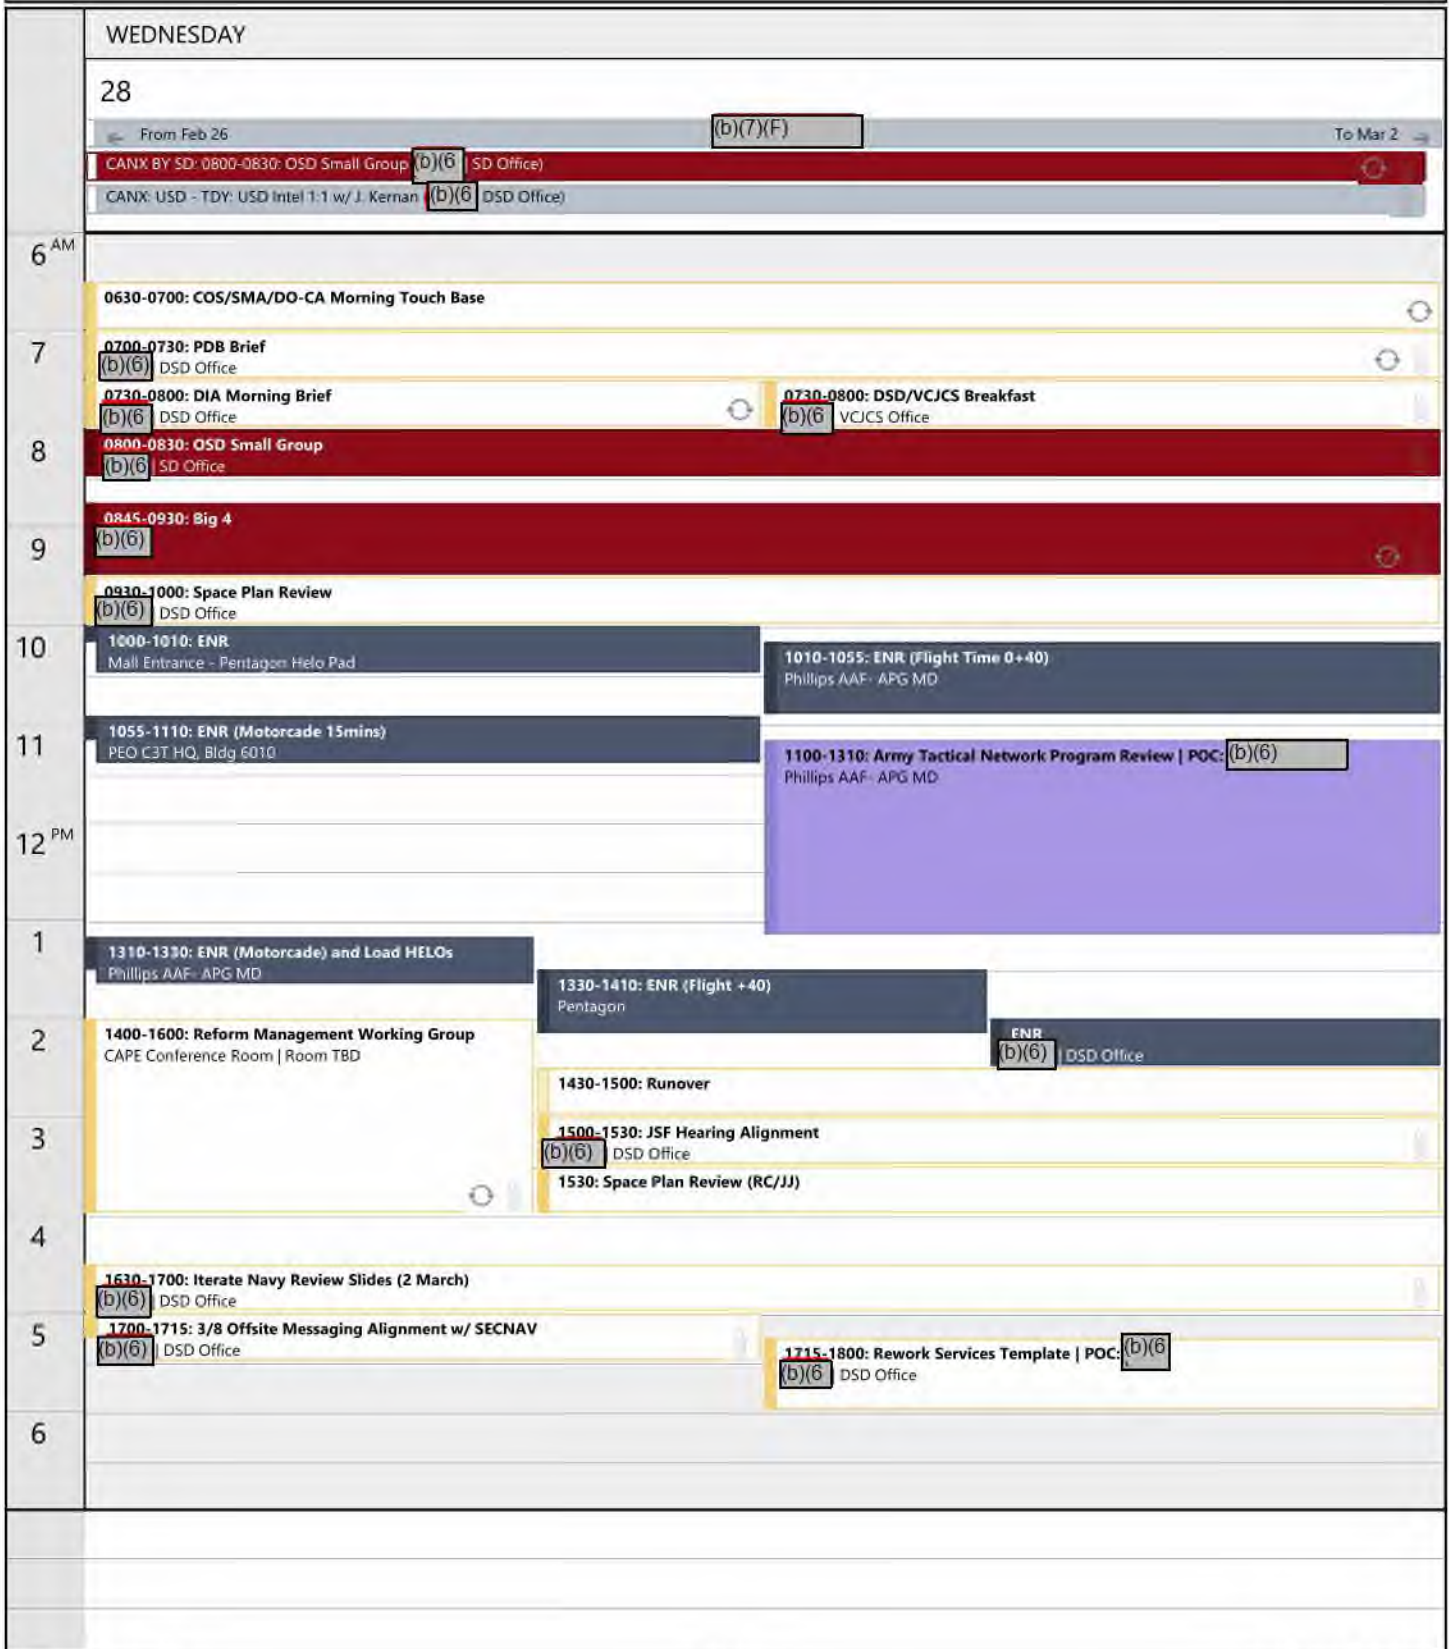 WEDNESDAY
28
From Feb 26 (b)(7)(F) To Mar 2
CANX BY SD: 0800-0830: OSD Small Group (b)(6 SD Office)
CANX: USD - TDY: USD Intel 1:1 w/ J. Kernan (b)(6 DSD Office)
6 AM
0630-0700: COS/SMA/DO-CA Morning Touch Base
7
0700-0730: PDB Brief
(b)(6) DSD Office
0730-0800: DIA Morning Brief
(b)(6 DSD Office
0730-0800: DSD/VCJCS Breakfast
(b)(6 VCJCS Office
8
0800-0830: OSD Small Group
(b)(6 | SD Office
0845-0930: Big 4
(b)(6)
9
0930-1000: Space Plan Review
(b)(6) | DSD Office
10
1000-1010: ENR
Mall Entrance - Pentagon Helo Pad
1010-1055: ENR (Flight Time 0+40)
Phillips AAF- APG MD
11
1055-1110: ENR (Motorcade 15mins)
PEO C3T HQ, Bldg 6010
1100-1310: Army Tactical Network Program Review | POC: (b)(6)
Phillips AAF- APG MD
12 PM
1
1310-1330: ENR (Motorcade) and Load HELOs
Phillips AAF- APG MD
1330-1410: ENR (Flight +40)
Pentagon
2
1400-1600: Reform Management Working Group
CAPE Conference Room | Room TBD
ENR
(b)(6) | DSD Office
1430-1500: Runover
3
1500-1530: JSF Hearing Alignment
(b)(6) | DSD Office
1530: Space Plan Review (RC/JJ)
4
1630-1700: Iterate Navy Review Slides (2 March)
(b)(6) | DSD Office
5
1700-1715: 3/8 Offsite Messaging Alignment w/ SECNAV
(b)(6) | DSD Office
1715-1800: Rework Services Template | POC: (b)(6
(b)(6 | DSD Office
6